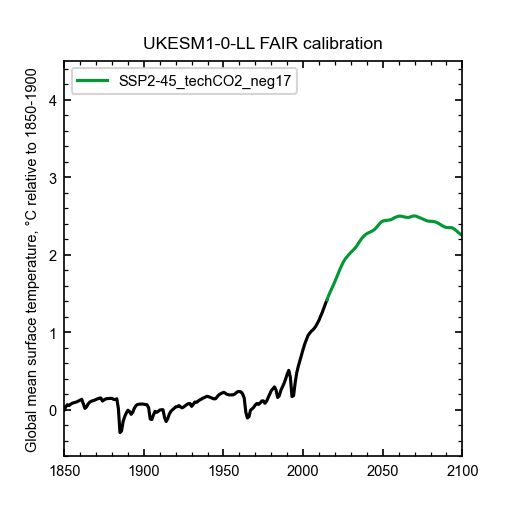 UKESM1-0-LL FAIR calibration
SSP2-45_techCO2_neg17
Global mean surface temperature, °C relative to 1850-1900
4
3
2
1
0
1850 1900 1950 2000 2050 2100